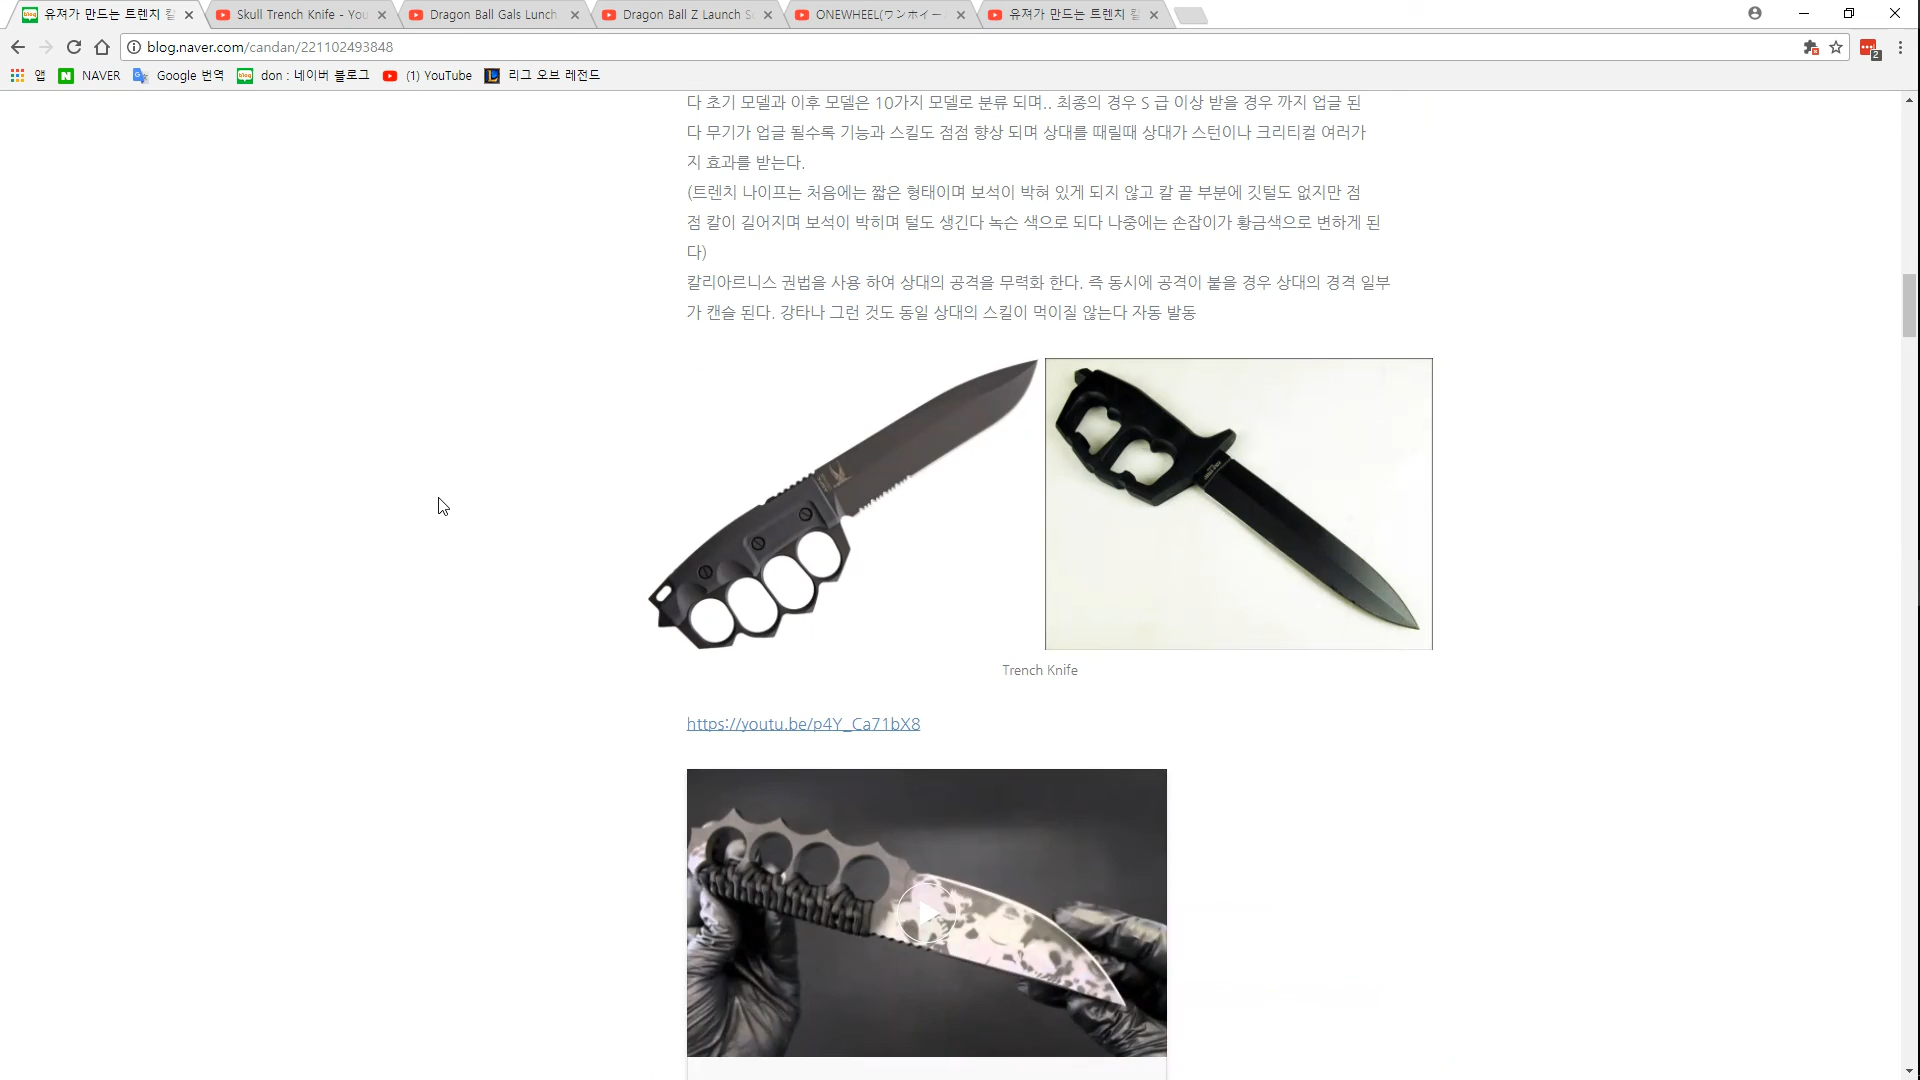 유져가 만드는 트렌치 칼
Skull Trench Knife - You
Dragon Ball Gals Lunch
Dragon Ball Z Launch S
ONEWHEEL(ワンホイー
유져가 만드는 트렌치 칼
blog.naver.com/candan/221102493848
2
앱
NAVER
Google 번역
don : 네이버 블로그
(1) YouTube
리그 오브 레전드
다 초기 모델과 이후 모델은 10가지 모델로 분류 되며.. 최종의 경우 S 급 이상 받을 경우 까지 업글 된
다 무기가 업글 될수록 기능과 스킬도 점점 향상 되며 상대를 때릴때 상대가 스턴이나 크리티컬 여러가
지 효과를 받는다.
(트렌치 나이프는 처음에는 짧은 형태이며 보석이 박혀 있게 되지 않고 칼 끝 부분에 깃털도 없지만 점
점 칼이 길어지며 보석이 박히며 털도 생긴다 녹슨 색으로 되다 나중에는 손잡이가 황금색으로 변하게 된
다)
칼리아르니스 권법을 사용 하여 상대의 공격을 무력화 한다. 즉 동시에 공격이 붙을 경우 상대의 경격 일부
가 캔슬 된다. 강타나 그런 것도 동일 상대의 스킬이 먹이질 않는다 자동 발동
Trench Knife
https://youtu.be/p4Y_Ca71bX8